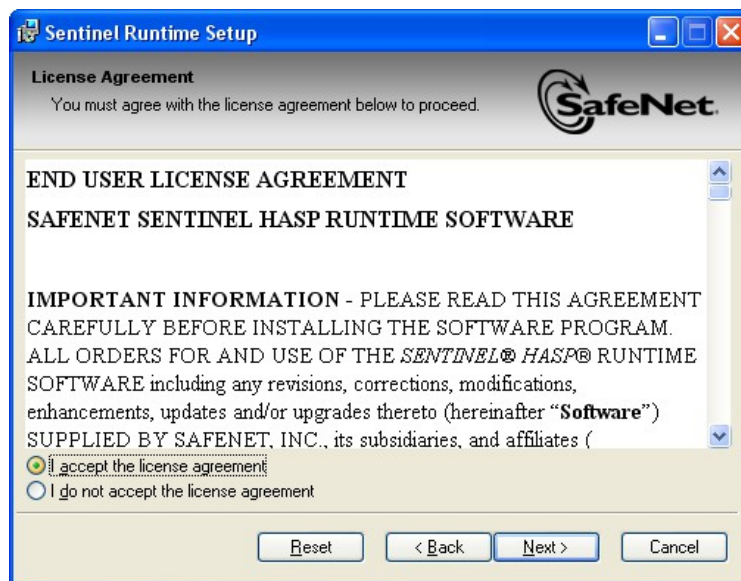 Sentinel Runtime Setup
License Agreement
You must agree with the license agreement below to proceed.
SafeNet.
END USER LICENSE AGREEMENT
SAFENET SENTINEL HASP RUNTIME SOFTWARE
IMPORTANT INFORMATION - PLEASE READ THIS AGREEMENT
CAREFULLY BEFORE INSTALLING THE SOFTWARE PROGRAM.
ALL ORDERS FOR AND USE OF THE SENTINEL® HASP® RUNTIME
SOFTWARE including any revisions, corrections, modifications,
enhancements, updates and/or upgrades thereto (hereinafter “Software”)
SUPPLIED BY SAFENET, INC., its subsidiaries, and affiliates (
I accept the license agreement
I do not accept the license agreement
Reset
< Back
Next >
Cancel